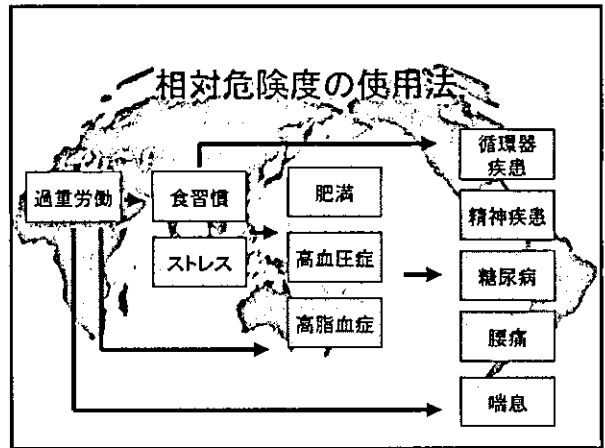 相対危険度の使用法
過重労働
食習慣
ストレス
肥満
高血圧症
高脂血症
循環器
疾患
精神疾患
糖尿病
腰痛
喘息